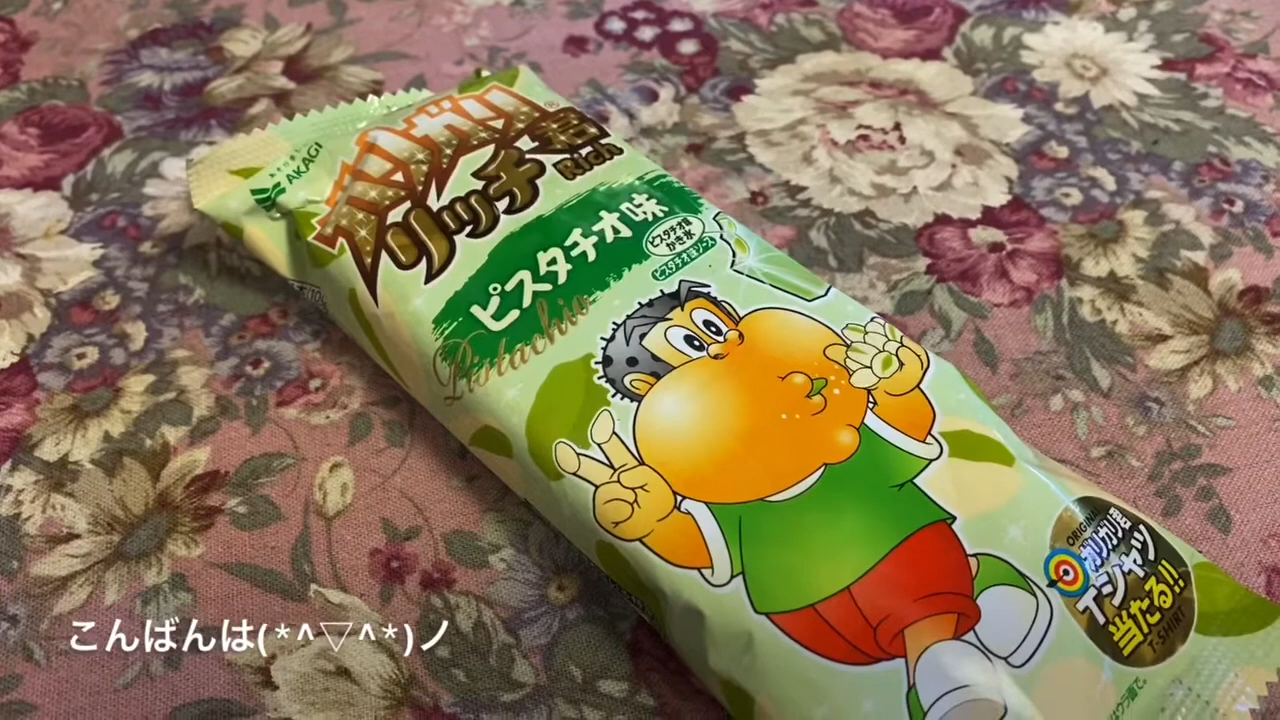 AKAGI
ガリガリ君®
リッチ Rich
ピスタチオ味
ピスタチオ味
かき氷
ピスタチオ味ソース
Pistachio
ORIGINAL
ガリガリ君
Tシャツ
当たる!!
T-SHIRT
こんばんは(*^▽^*)ノ